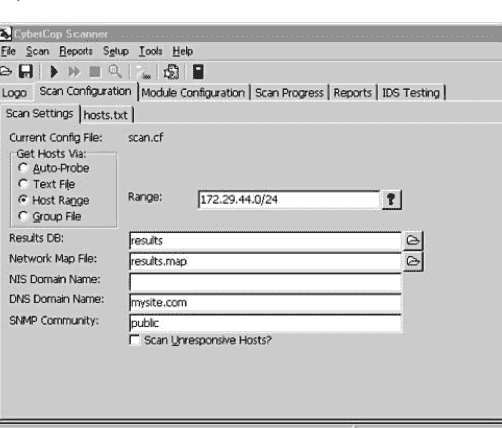 CyberCop Scanner
File Scan Reports Setup Tools Help
Logo Scan Configuration Module Configuration Scan Progress Reports IDS Testing
Scan Settings hosts.txt
Current Config File: scan.cf
Get Hosts Via:
Auto-Probe
Text File
Host Range
Group File
Range: 172.29.44.0/24 ?
Results DB: results
Network Map File: results.map
NIS Domain Name:
DNS Domain Name: mysite.com
SNMP Community: public
Scan Unresponsive Hosts?